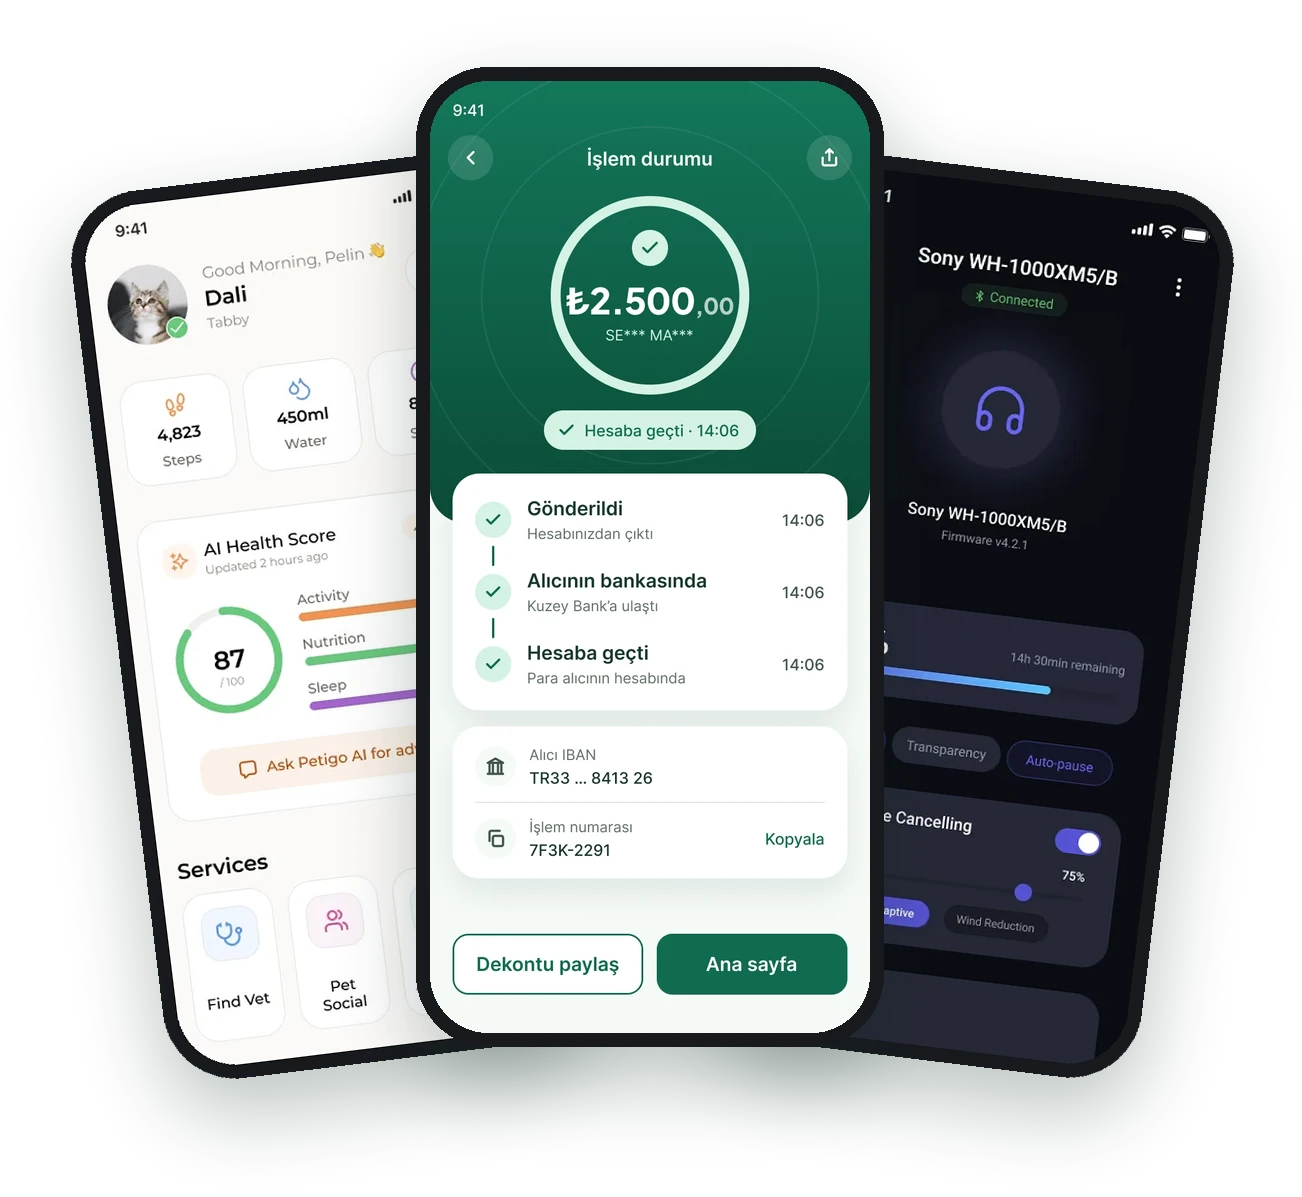 9:41
Good Morning, Pelin 👋
Dali
Tabby
4,823
Steps
450ml
Water
AI Health Score
Updated 2 hours ago
87
/ 100
Activity
Nutrition
Sleep
Ask Petigo AI for
Services
Find Vet
Pet
Social
9:41
İşlem durumu
₺2.500,00
SE*** MA***
Hesaba geçti · 14:06
Gönderildi
14:06
Hesabınızdan çıktı
Alıcının bankasında
14:06
Kuzey Bank’a ulaştı
Hesaba geçti
14:06
Para alıcının hesabında
Alıcı IBAN
TR33 ... 8413 26
İşlem numarası
7F3K-2291
Kopyala
Dekontu paylaş
Ana sayfa
Sony WH-1000XM5/B
Connected
Sony WH-1000XM5/B
Firmware v4.2.1
14h 30min remaining
Transparency
Auto-pause
Cancelling
75%
Wind Reduction